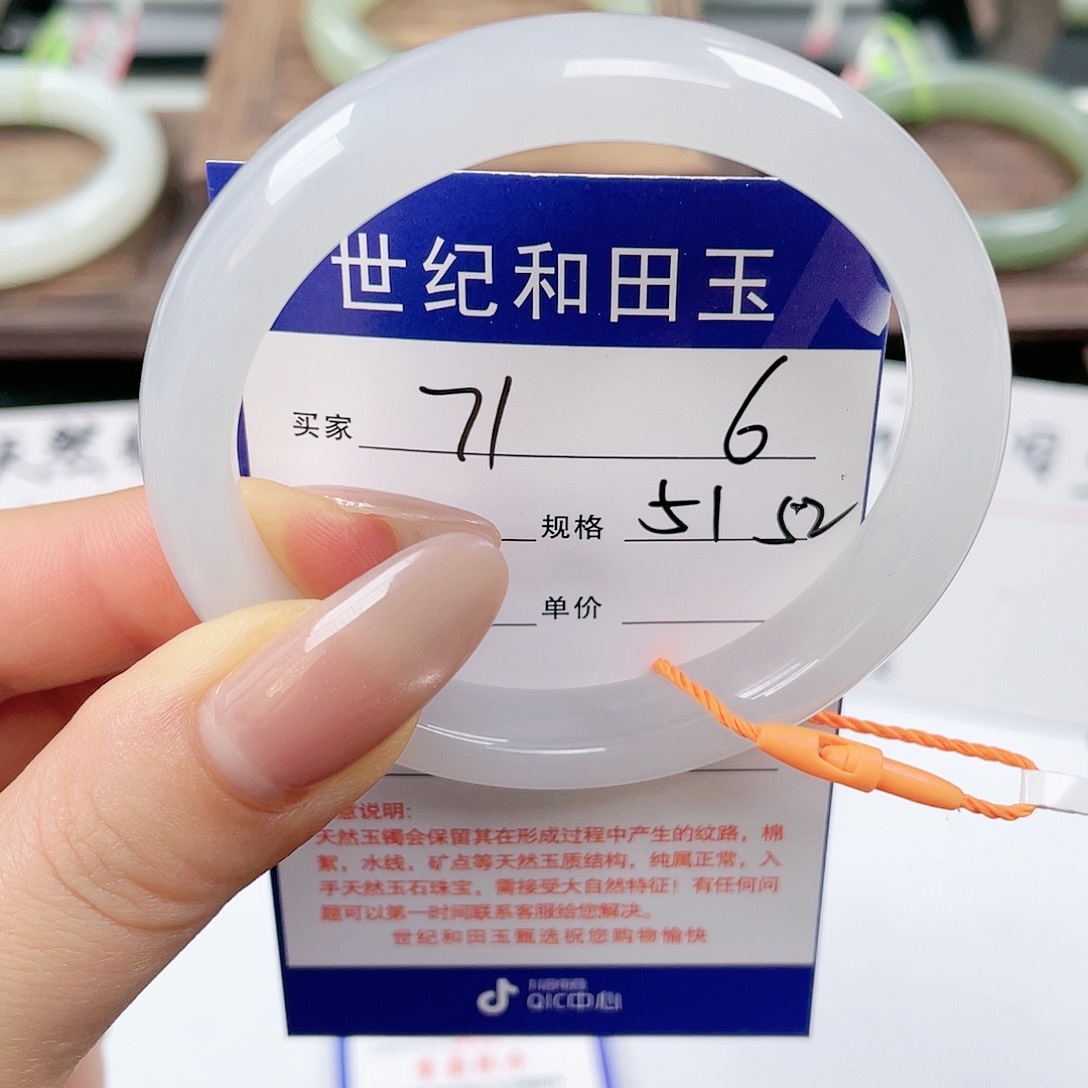 世纪和田玉
买家 71 6
规格 51 52
单价
意说明:
天然玉镯会保留其在形成过程中产生的纹路，棉
絮，水线，矿点等天然玉质结构，纯属正常，入
手天然玉石珠宝，需接受大自然特征！有任何问
题可以第一时间联系客服给您解决。
世纪和田玉甄选祝您购物愉快
QIC中心